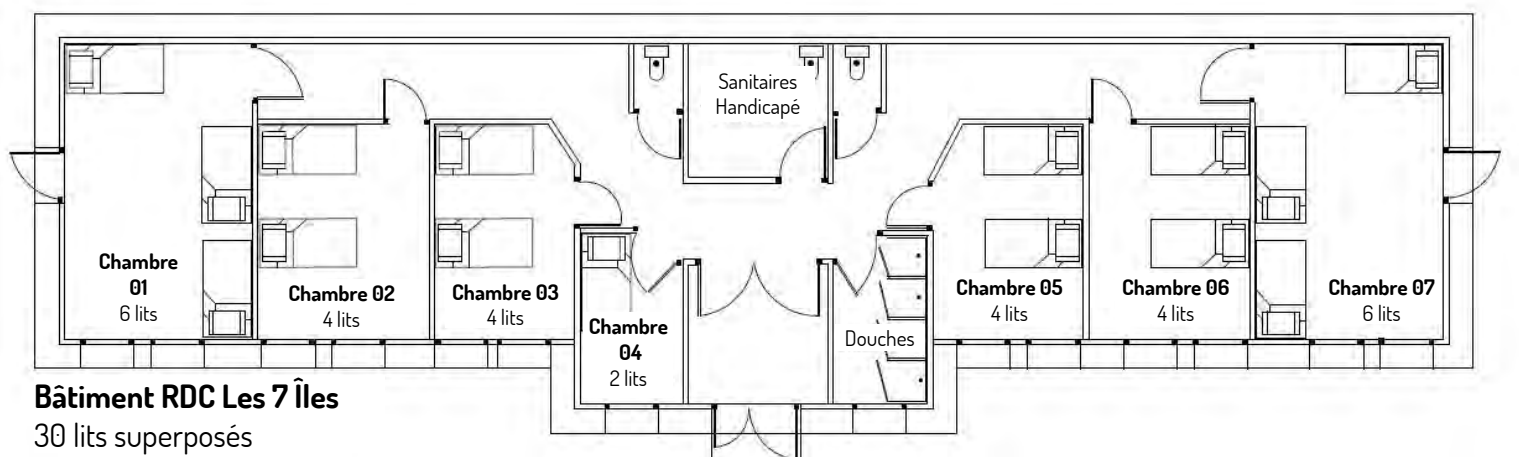 Sanitaires
Handicapé
Chambre
01
6 lits
Chambre 02
4 lits
Chambre 03
4 lits
Chambre
04
2 lits
Douches
Chambre 05
4 lits
Chambre 06
4 lits
Chambre 07
6 lits
Bâtiment RDC Les 7 Îles
30 lits superposés